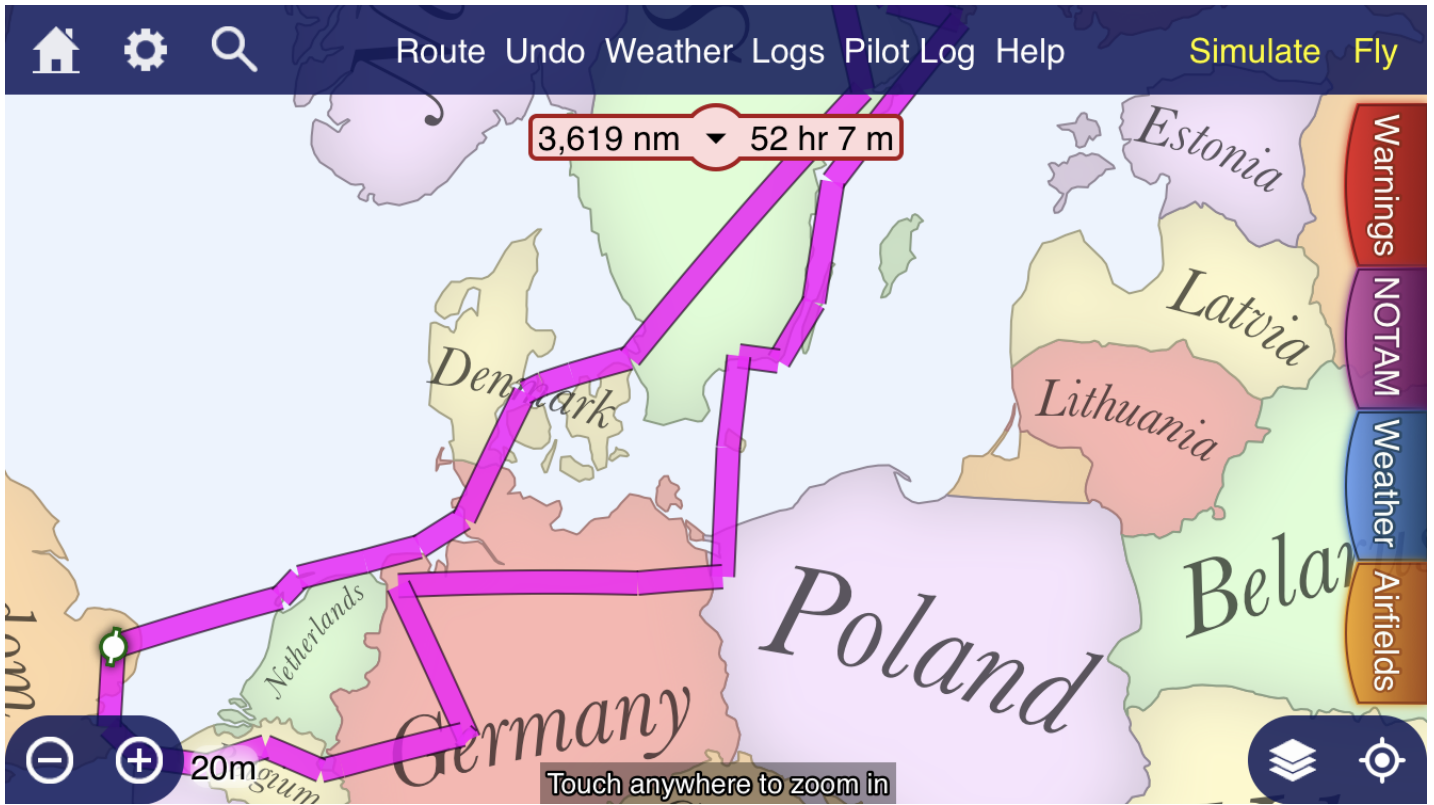 Route Undo Weather Logs Pilot Log Help Simulate Fly
3,619 nm 52 hr 7 m
Estonia
Warnings
Latvia
NOTAM
Denmark
Lithuania
Weather
Netherlands
Poland
Airfields
Germany
20m
Touch anywhere to zoom in